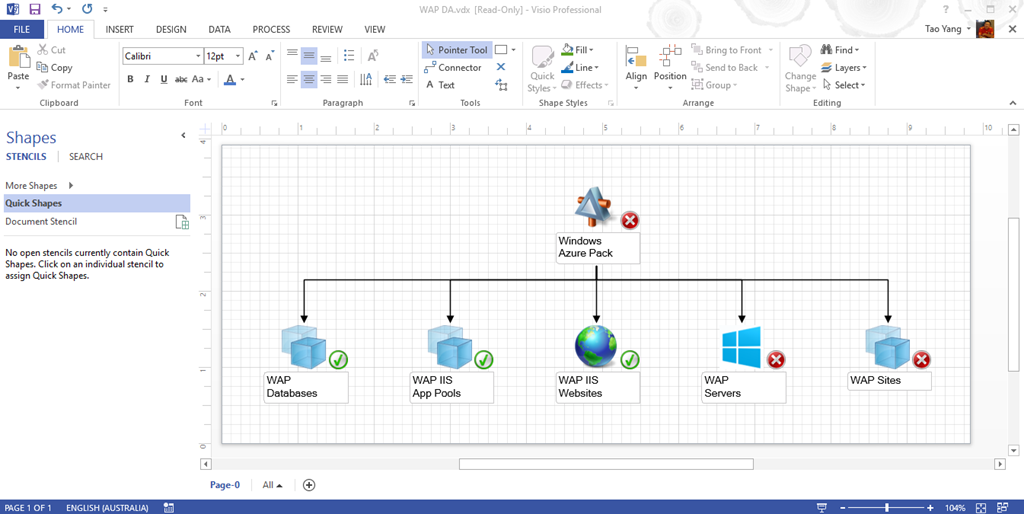 WAP DA.vdx [Read-Only] - Visio Professional
FILE HOME INSERT DESIGN DATA PROCESS REVIEW VIEW Tao Yang
Paste
Cut
Copy
Format Painter
Clipboard
Calibri 12pt A A
B I U abc Aa A
Font
Paragraph
Pointer Tool
Connector
A Text
Tools
Quick
Styles
Fill
Line
Effects
Shape Styles
Align
Position
Bring to Front
Send to Back
Group
Arrange
Change
Shape
Find
Layers
Select
Editing
Shapes
STENCILS SEARCH
More Shapes
Quick Shapes
Document Stencil
No open stencils currently contain Quick
Shapes. Click on an individual stencil to
assign Quick Shapes.
0 1 2 3 4 5 6 7 8 9 10
4
3
2
1
0
Windows
Azure Pack
WAP
Databases
WAP IIS
App Pools
WAP IIS
Websites
WAP
Servers
WAP Sites
Page-0 All
PAGE 1 OF 1 ENGLISH (AUSTRALIA) 104%